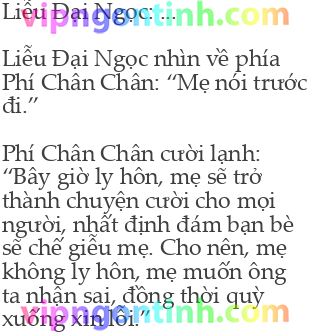 Liễu Đại Ngọc: ...
vipngontinh.com
Liễu Đại Ngọc nhìn về phía
Phí Chân Chân: “Mẹ nói trước
đi.”
Phí Chân Chân cười lạnh:
“Bây giờ ly hôn, mẹ sẽ trở
thành chuyện cười cho mọi
người, nhất định đám bạn bè
sẽ chế giễu mẹ. Cho nên, mẹ
không ly hôn, mẹ muốn ông
ta nhận sai, đồng thời quỳ
xuống xin lỗi.”
vipngontinh.com